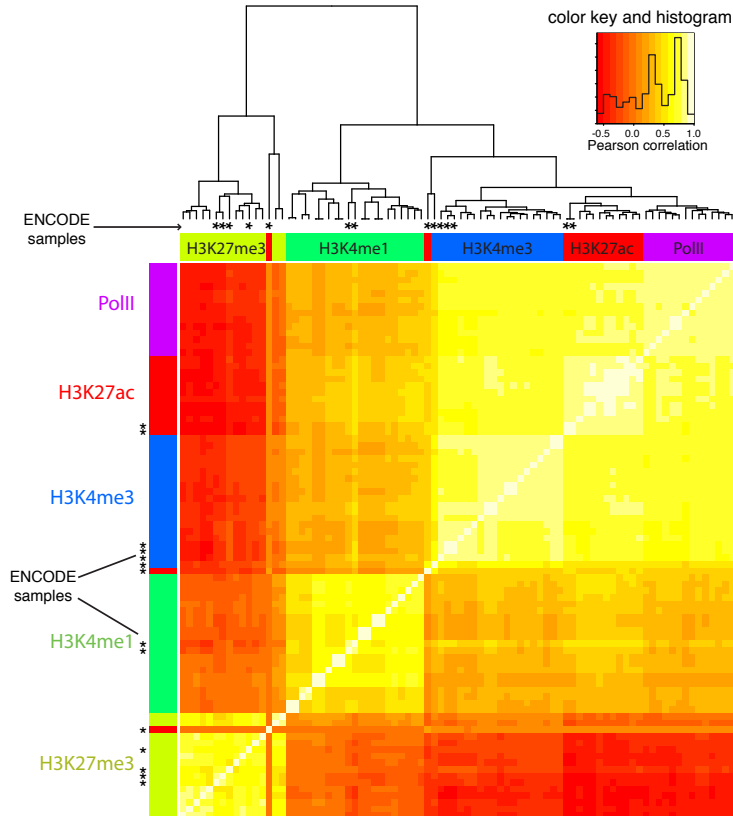 color key and histogram
-0.5 0.0 0.5 1.0
Pearson correlation
ENCODE
samples
*** * * ** ***** **
H3K27me3 H3K4me1 H3K4me3 H3K27ac PolII
PolII
H3K27ac
**
H3K4me3
*****
ENCODE
samples
H3K4me1
**
*
*
H3K27me3
***